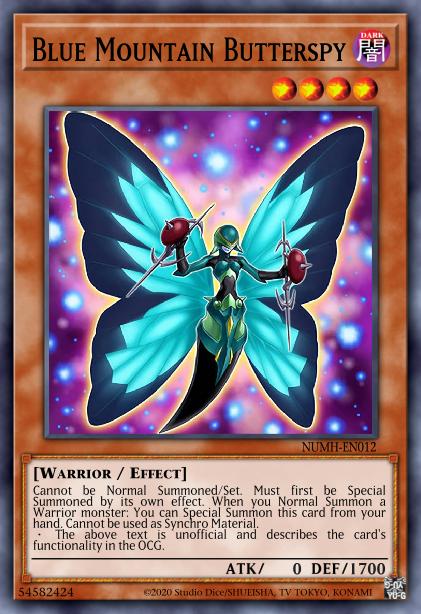 BLUE MOUNTAIN BUTTERSPY
DARK
闇
NUMH-EN012
[WARRIOR / EFFECT]
Cannot be Normal Summoned/Set. Must first be Special
Summoned by its own effect. When you Normal Summon a
Warrior monster: You can Special Summon this card from your
hand. Cannot be used as Synchro Material.
· The above text is unofficial and describes the card's
functionality in the OCG.
ATK/ 0 DEF/1700
54582424
©2020 Studio Dice/SHUEISHA, TV TOKYO, KONAMI